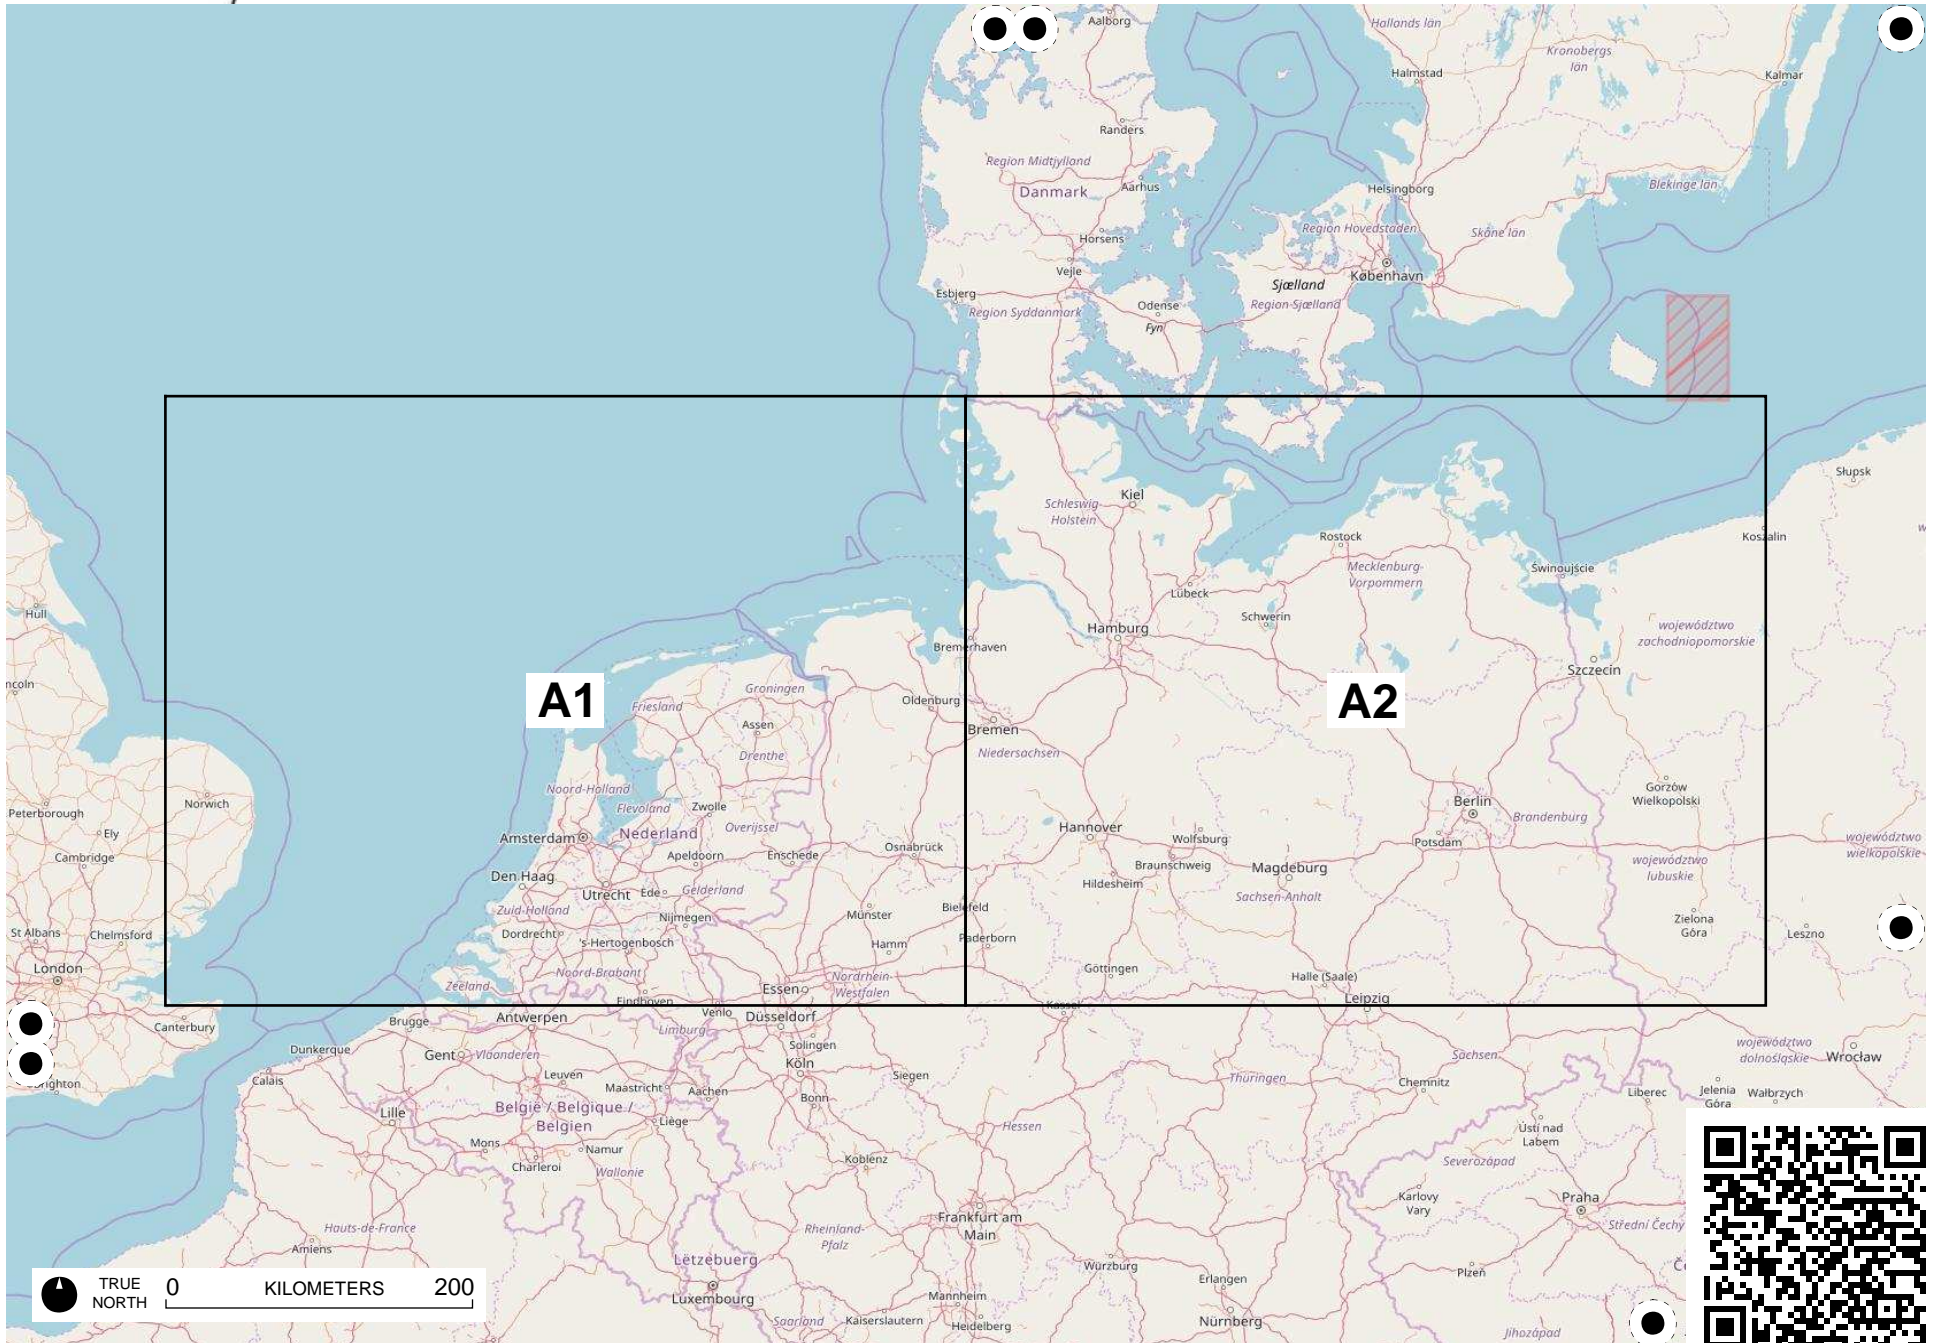 Aalborg
Hallands län
Kronobergs
län
Halmstad
Kalmar
Randers
Region Midtjylland
Danmark
Aarhus
Helsingborg
Blekinge län
Horsens
Region Hovedstaden
Skåne län
Vejle
København
Esbjerg
Odense
Sjælland
Region Sjælland
Region Syddanmark
Fyn
Słupsk
Kiel
Schleswig-
Holstein
Rostock
Koszalin
Mecklenburg-
Vorpommern
Świnoujście
Lübeck
Hull
Schwerin
Hamburg
województwo
zachodniopomorskie
Bremerhaven
Szczecin
ncoln
A1
Groningen
Oldenburg
A2
Friesland
Assen
Bremen
Drenthe
Niedersachsen
Noord-Holland
Gorzów
Wielkopolski
Norwich
Flevoland
Zwolle
Berlin
Peterborough
Ely
Amsterdam
Nederland
Overijssel
Hannover
Wolfsburg
Brandenburg
Potsdam
województwo
wielkopolskie
Cambridge
Apeldoorn
Enschede
Osnabrück
Braunschweig
Magdeburg
województwo
lubuskie
Den Haag
Utrecht
Ede
Gelderland
Hildesheim
Sachsen-Anhalt
Zuid-Holland
Nijmegen
Münster
Bielefeld
Zielona
Góra
St Albans
Chelmsford
Dordrecht
's-Hertogenbosch
Hamm
Paderborn
Leszno
London
Noord-Brabant
Nordrhein-
Westfalen
Göttingen
Halle (Saale)
Zeeland
Essen
Eindhoven
Kassel
Leipzig
Canterbury
Brugge
Antwerpen
Venlo
Düsseldorf
Limburg
Dunkerque
Gent
Vlaanderen
Solingen
Köln
Sachsen
województwo
dolnośląskie
Wrocław
Calais
Leuven
Maastricht
Aachen
Siegen
Thüringen
Chemnitz
Liberec
Jelenia
Góra
Wałbrzych
righton
Lille
België / Belgique /
Belgien
Bonn
Liège
Hessen
Ústí nad
Labem
Mons
Namur
Charleroi
Wallonie
Koblenz
Severozápad
Karlovy
Vary
Praha
Hauts-de-France
Rheinland-
Pfalz
Frankfurt am
Main
Střední Čechy
Amiens
Lëtzebuerg
Würzburg
Plzeň
Erlangen
TRUE
NORTH
0
KILOMETERS
200
Luxembourg
Mannheim
Saarland
Kaiserslautern
Heidelberg
Nürnberg
Jihozápad